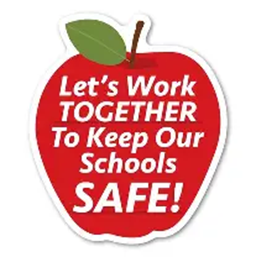 Let's Work
TOGETHER
To Keep Our
Schools
SAFE!